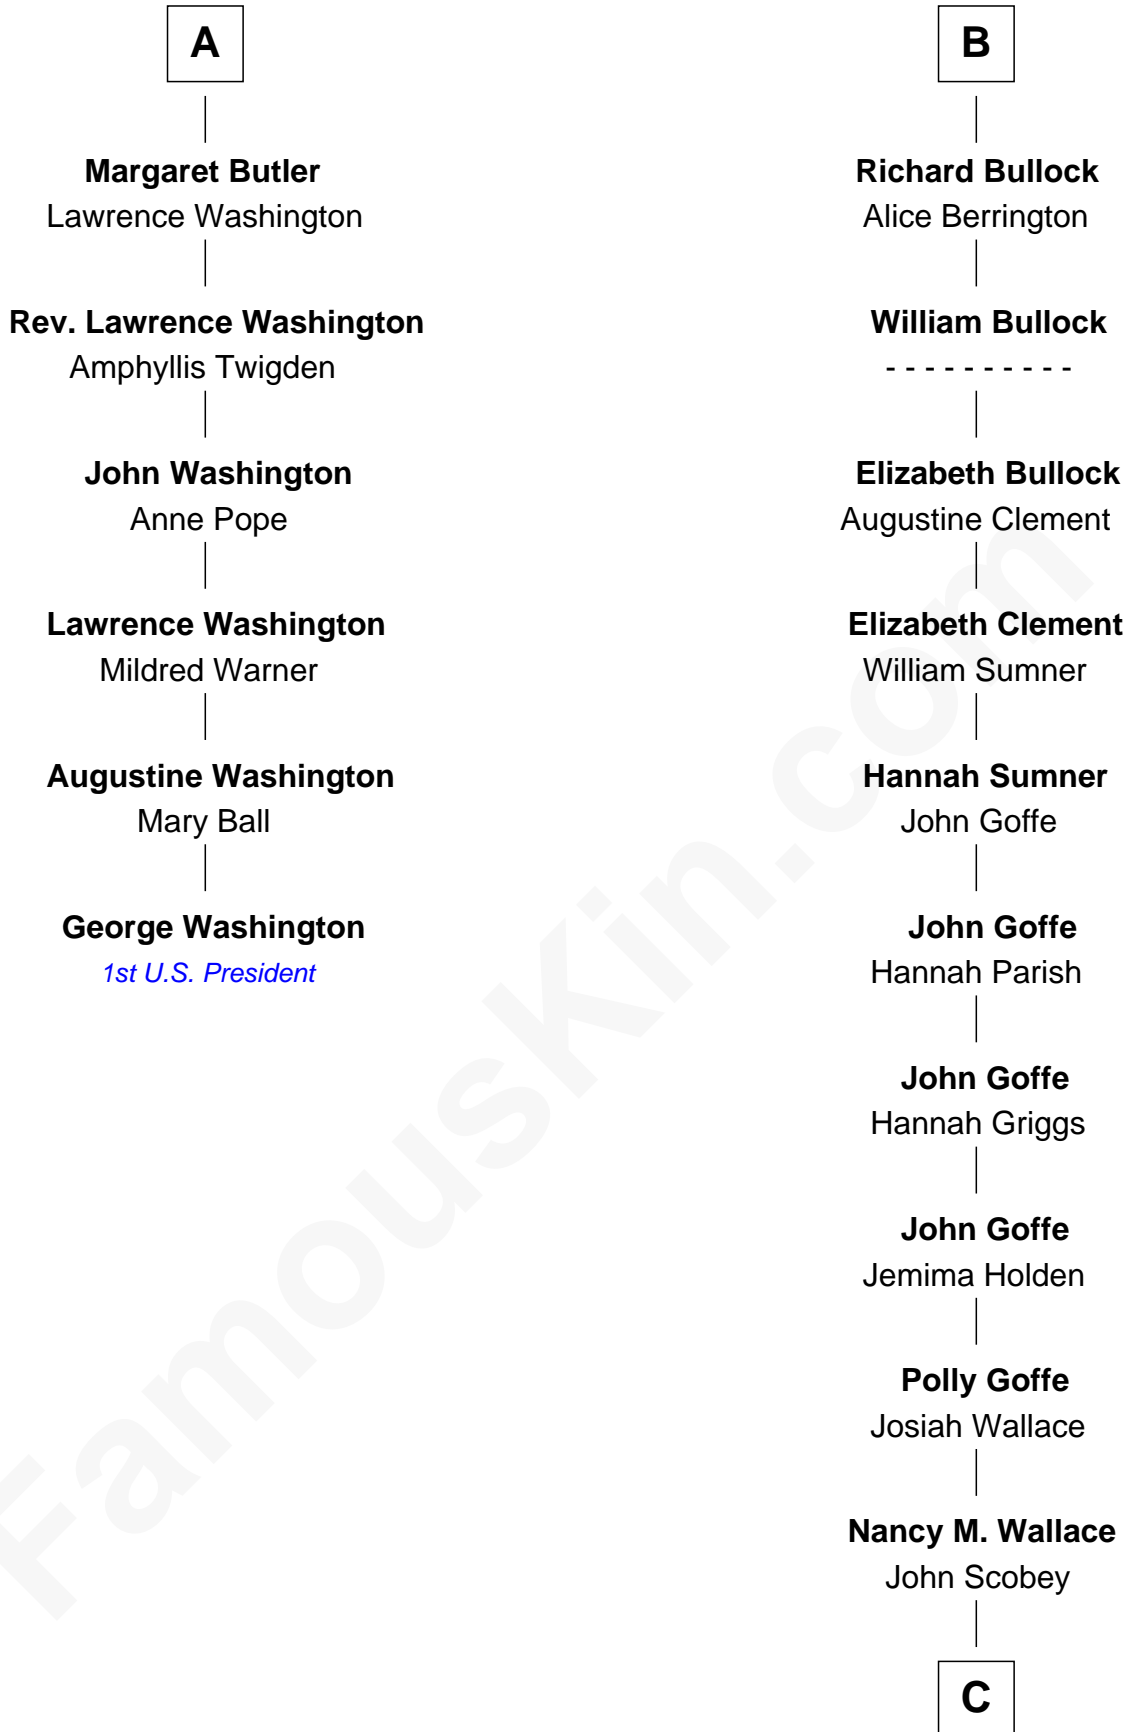 A
Margaret Butler
Lawrence Washington
Rev. Lawrence Washington
Amphyllis Twigden
John Washington
Anne Pope
Lawrence Washington
Mildred Warner
Augustine Washington
Mary Ball
George Washington
1st U.S. President
B
Richard Bullock
Alice Berrington
William Bullock
- - - - - - - - - -
Elizabeth Bullock
Augustine Clement
Elizabeth Clement
William Sumner
Hannah Sumner
John Goffe
John Goffe
Hannah Parish
John Goffe
Hannah Griggs
John Goffe
Jemima Holden
Polly Goffe
Josiah Wallace
Nancy M. Wallace
John Scobey
C
FamousKin.com